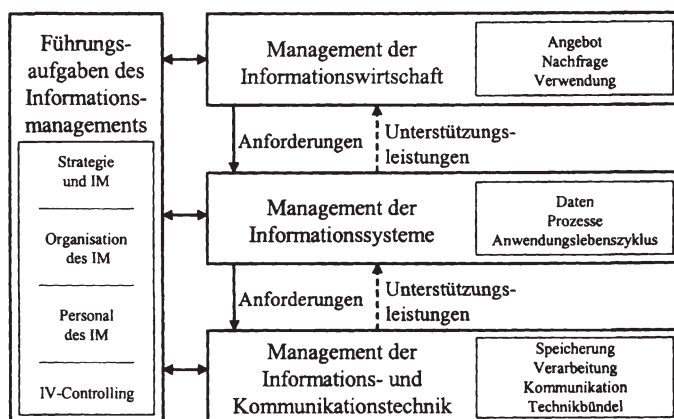 Führungs-
aufgaben des
Informations-
managements
Strategie
und IM
Organisation
des IM
Personal
des IM
IV-Controlling
Management der
Informationswirtschaft
Angebot
Nachfrage
Verwendung
Anforderungen
Unterstützungs-
leistungen
Management der
Informationssysteme
Daten
Prozesse
Anwendungslebenszyklus
Anforderungen
Unterstützungs-
leistungen
Management der
Informations- und
Kommunikationstechnik
Speicherung
Verarbeitung
Kommunikation
Technikbündel